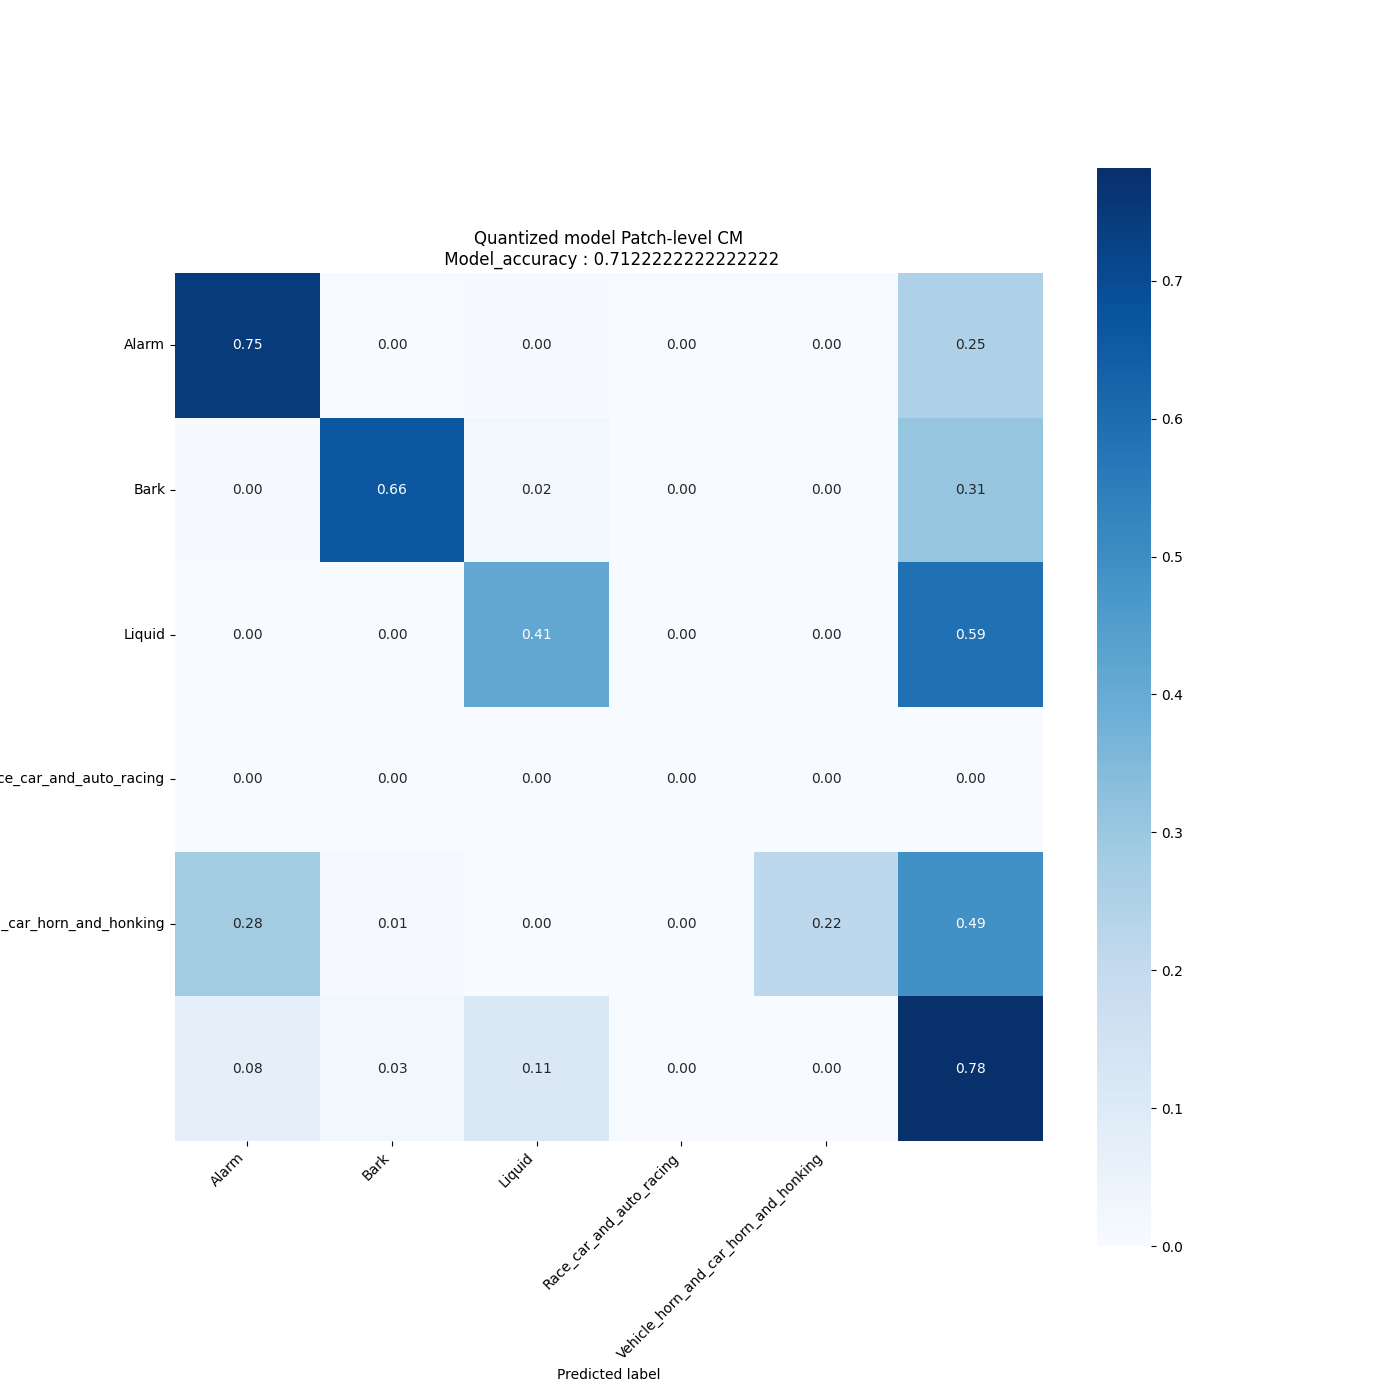 Quantized model Patch-level CM
Model_accuracy : 0.7122222222222222
Alarm 0.75 0.00 0.00 0.00 0.00 0.25
Bark 0.00 0.66 0.02 0.00 0.00 0.31
Liquid 0.00 0.00 0.41 0.00 0.00 0.59
ce_car_and_auto_racing 0.00 0.00 0.00 0.00 0.00 0.00
_car_horn_and_honking 0.28 0.01 0.00 0.00 0.22 0.49
0.08 0.03 0.11 0.00 0.00 0.78
Alarm
Bark
Liquid
Race_car_and_auto_racing
Vehicle_horn_and_car_horn_and_honking
Predicted label
0.7
0.6
0.5
0.4
0.3
0.2
0.1
0.0